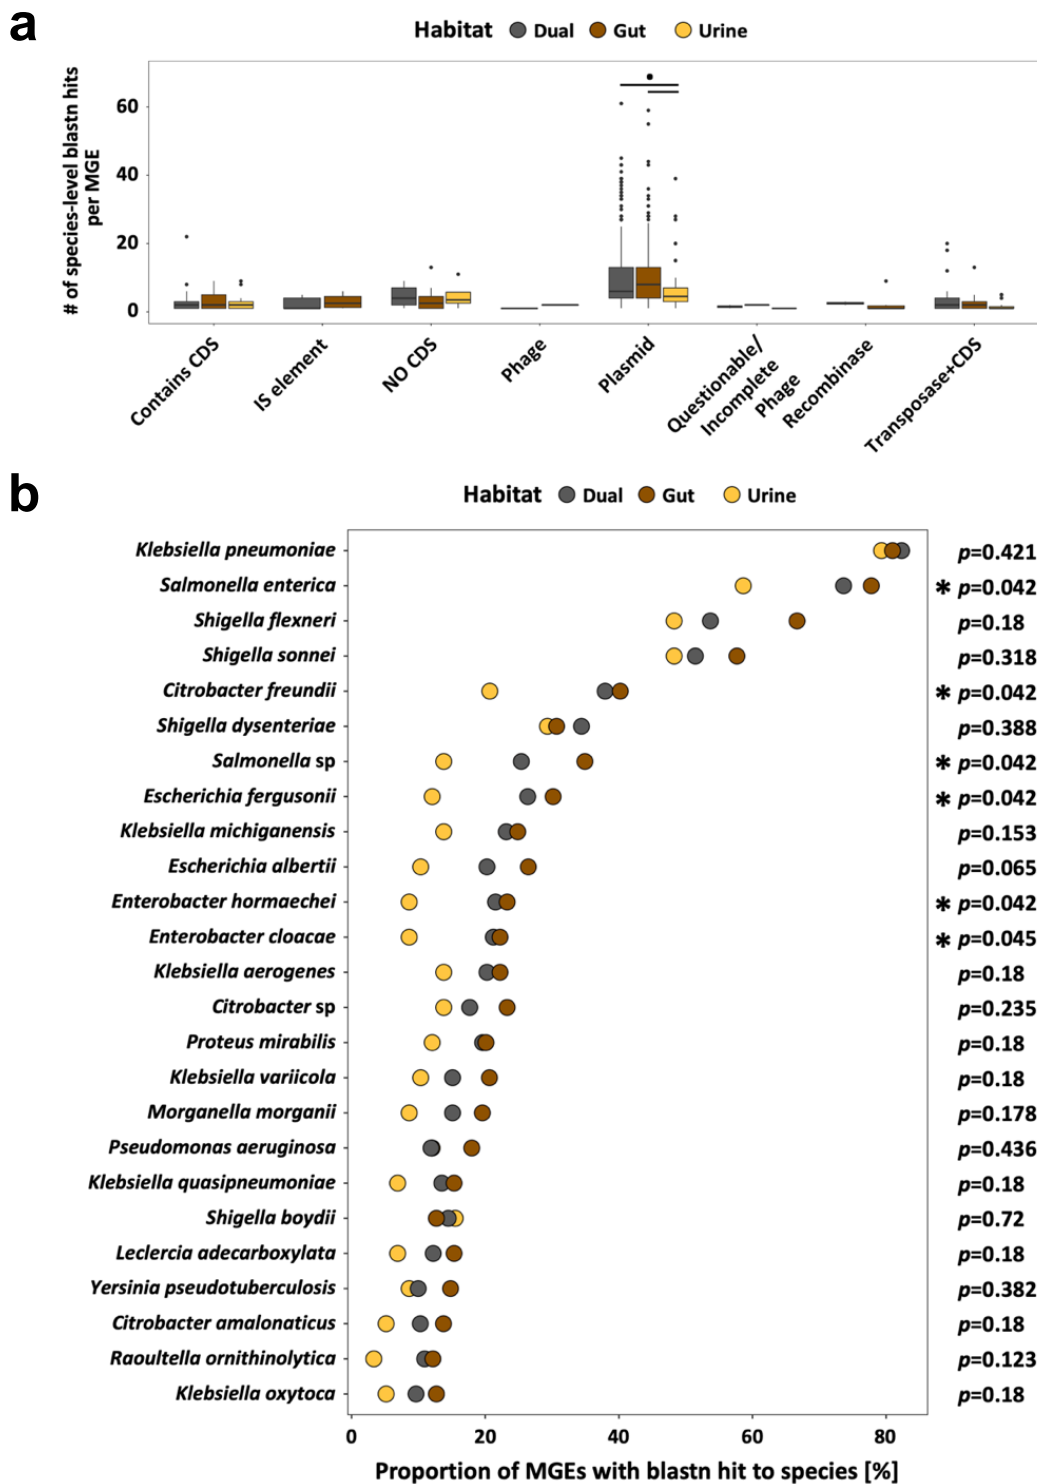 a
Habitat Dual Gut Urine
# of species-level blastn hits
per MGE
60
40
20
0
Contains CDS
IS element
NO CDS
Phage
Plasmid
Questionable/
Incomplete
Phage
Recombinase
Transposase+CDS
b
Habitat Dual Gut Urine
Klebsiella pneumoniae p=0.421
Salmonella enterica * p=0.042
Shigella flexneri p=0.18
Shigella sonnei p=0.318
Citrobacter freundii * p=0.042
Shigella dysenteriae p=0.388
Salmonella sp * p=0.042
Escherichia fergusonii * p=0.042
Klebsiella michiganensis p=0.153
Escherichia albertii p=0.065
Enterobacter hormaechei * p=0.042
Enterobacter cloacae * p=0.045
Klebsiella aerogenes p=0.18
Citrobacter sp p=0.235
Proteus mirabilis p=0.18
Klebsiella variicola p=0.18
Morganella morganii p=0.178
Pseudomonas aeruginosa p=0.436
Klebsiella quasipneumoniae p=0.18
Shigella boydii p=0.72
Leclercia adecarboxylata p=0.18
Yersinia pseudotuberculosis p=0.382
Citrobacter amalonaticus p=0.18
Raoultella ornithinolytica p=0.123
Klebsiella oxytoca p=0.18
0 20 40 60 80
Proportion of MGEs with blastn hit to species [%]